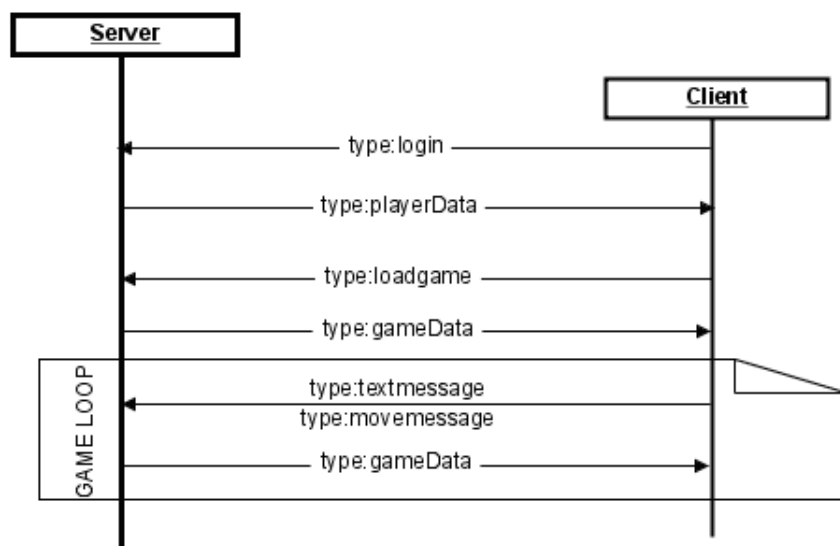 Server
Client
type:login
type:playerData
type:loadgame
type:gameData
GAME LOOP
type:textmessage
type:movemessage
type:gameData